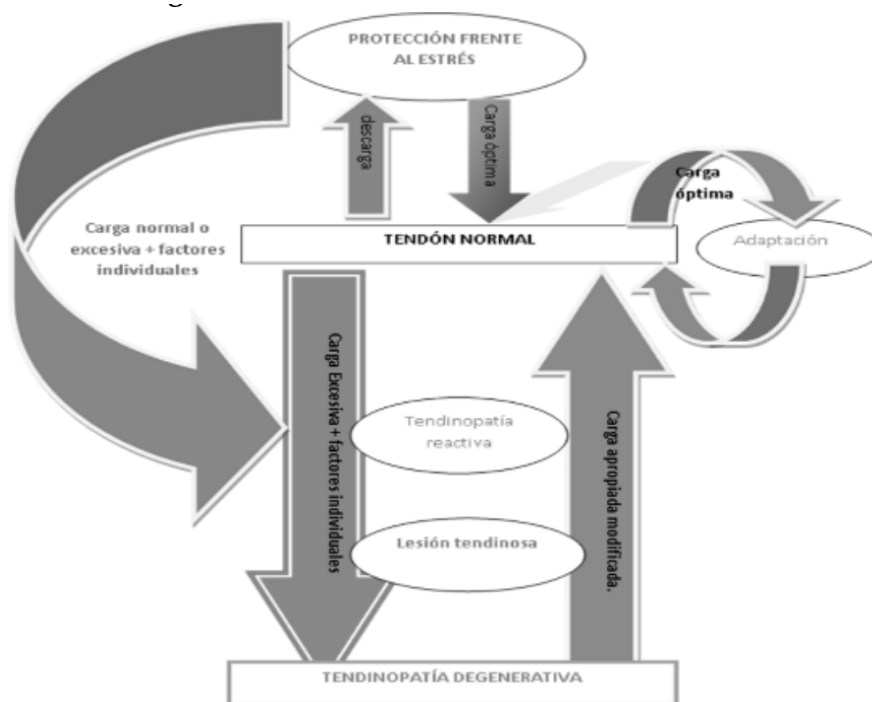 PROTECCIÓN FRENTE
AL ESTRÉS
descarga
Carga óptima
Carga
óptima
Carga normal o
excesiva + factores
individuales
TENDÓN NORMAL
Adaptación
Carga Excesiva + factores individuales
Tendinopatía
reactiva
Carga apropiada modificada.
Lesión tendinosa
TENDINOPATÍA DEGENERATIVA